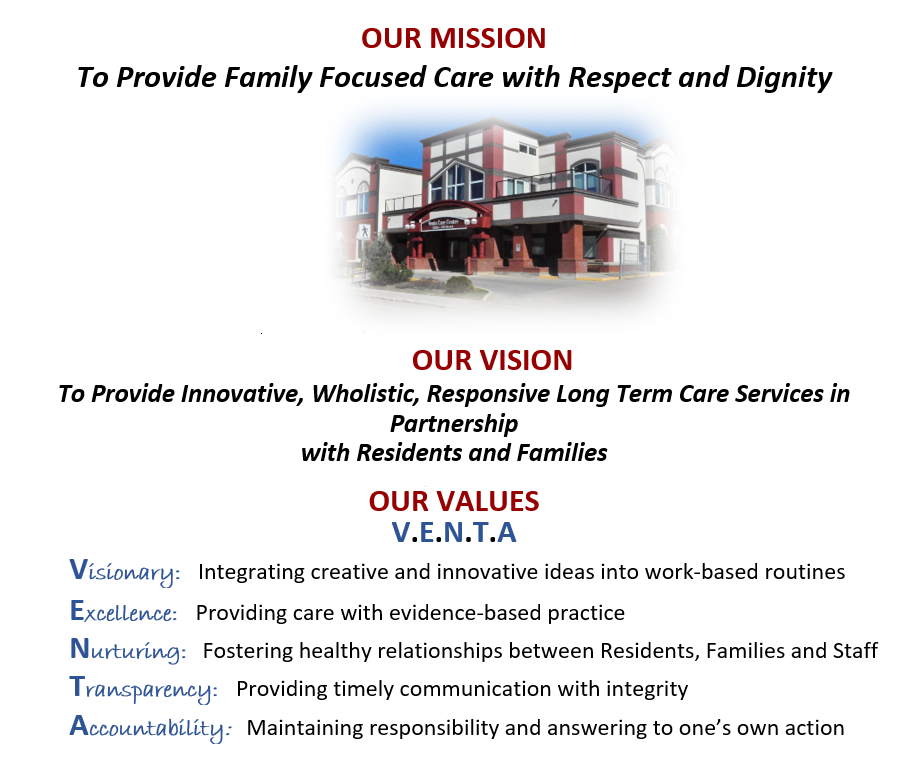 OUR MISSION
To Provide Family Focused Care with Respect and Dignity
OUR VISION
To Provide Innovative, Wholistic, Responsive Long Term Care Services in
Partnership
with Residents and Families
OUR VALUES
V.E.N.T.A
Visionary: Integrating creative and innovative ideas into work-based routines
Excellence: Providing care with evidence-based practice
Nurturing: Fostering healthy relationships between Residents, Families and Staff
Transparency: Providing timely communication with integrity
Accountability: Maintaining responsibility and answering to one’s own action